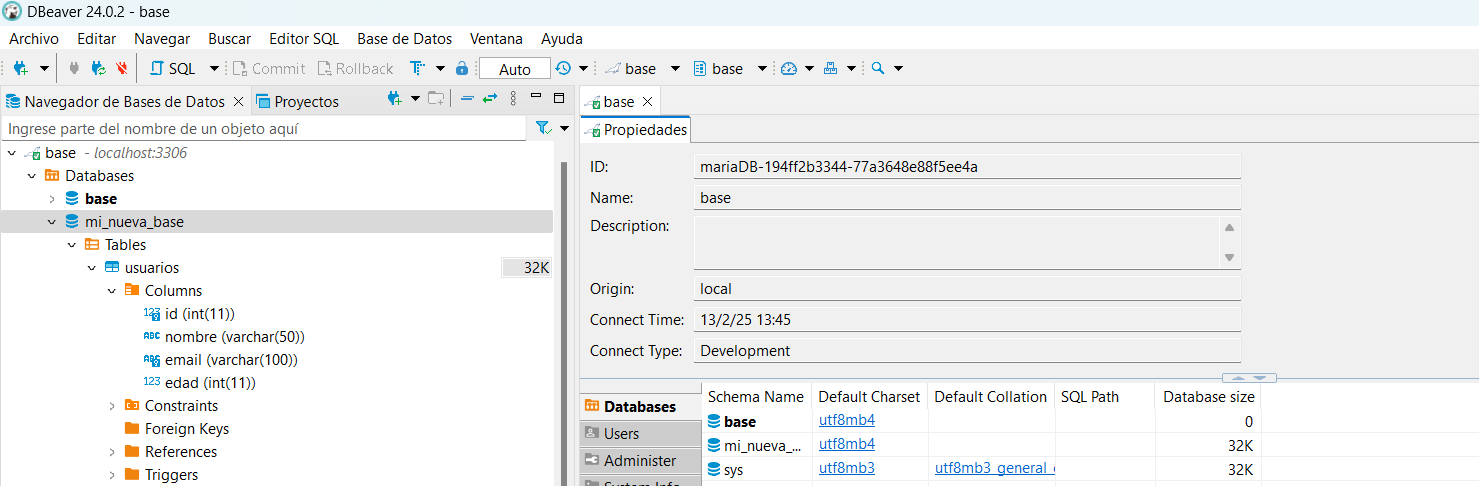 DBeaver 24.0.2 - base
Archivo Editar Navegar Buscar Editor SQL Base de Datos Ventana Ayuda
SQL Commit Rollback Auto base base
Navegador de Bases de Datos Proyectos
Ingrese parte del nombre de un objeto aquí
base - localhost:3306
Databases
base
mi_nueva_base
Tables
usuarios 32K
Columns
123 id (int(11))
ABC nombre (varchar(50))
ABC email (varchar(100))
123 edad (int(11))
Constraints
Foreign Keys
References
Triggers
base
Propiedades
ID: mariaDB-194ff2b3344-77a3648e88f5ee4a
Name: base
Description:
Origin: local
Connect Time: 13/2/25 13:45
Connect Type: Development
Databases
Users
Administer
System Info
Schema Name Default Charset Default Collation SQL Path Database size
base utf8mb4 0
mi_nueva_... utf8mb4 32K
sys utf8mb3 utf8mb3_general_c 32K